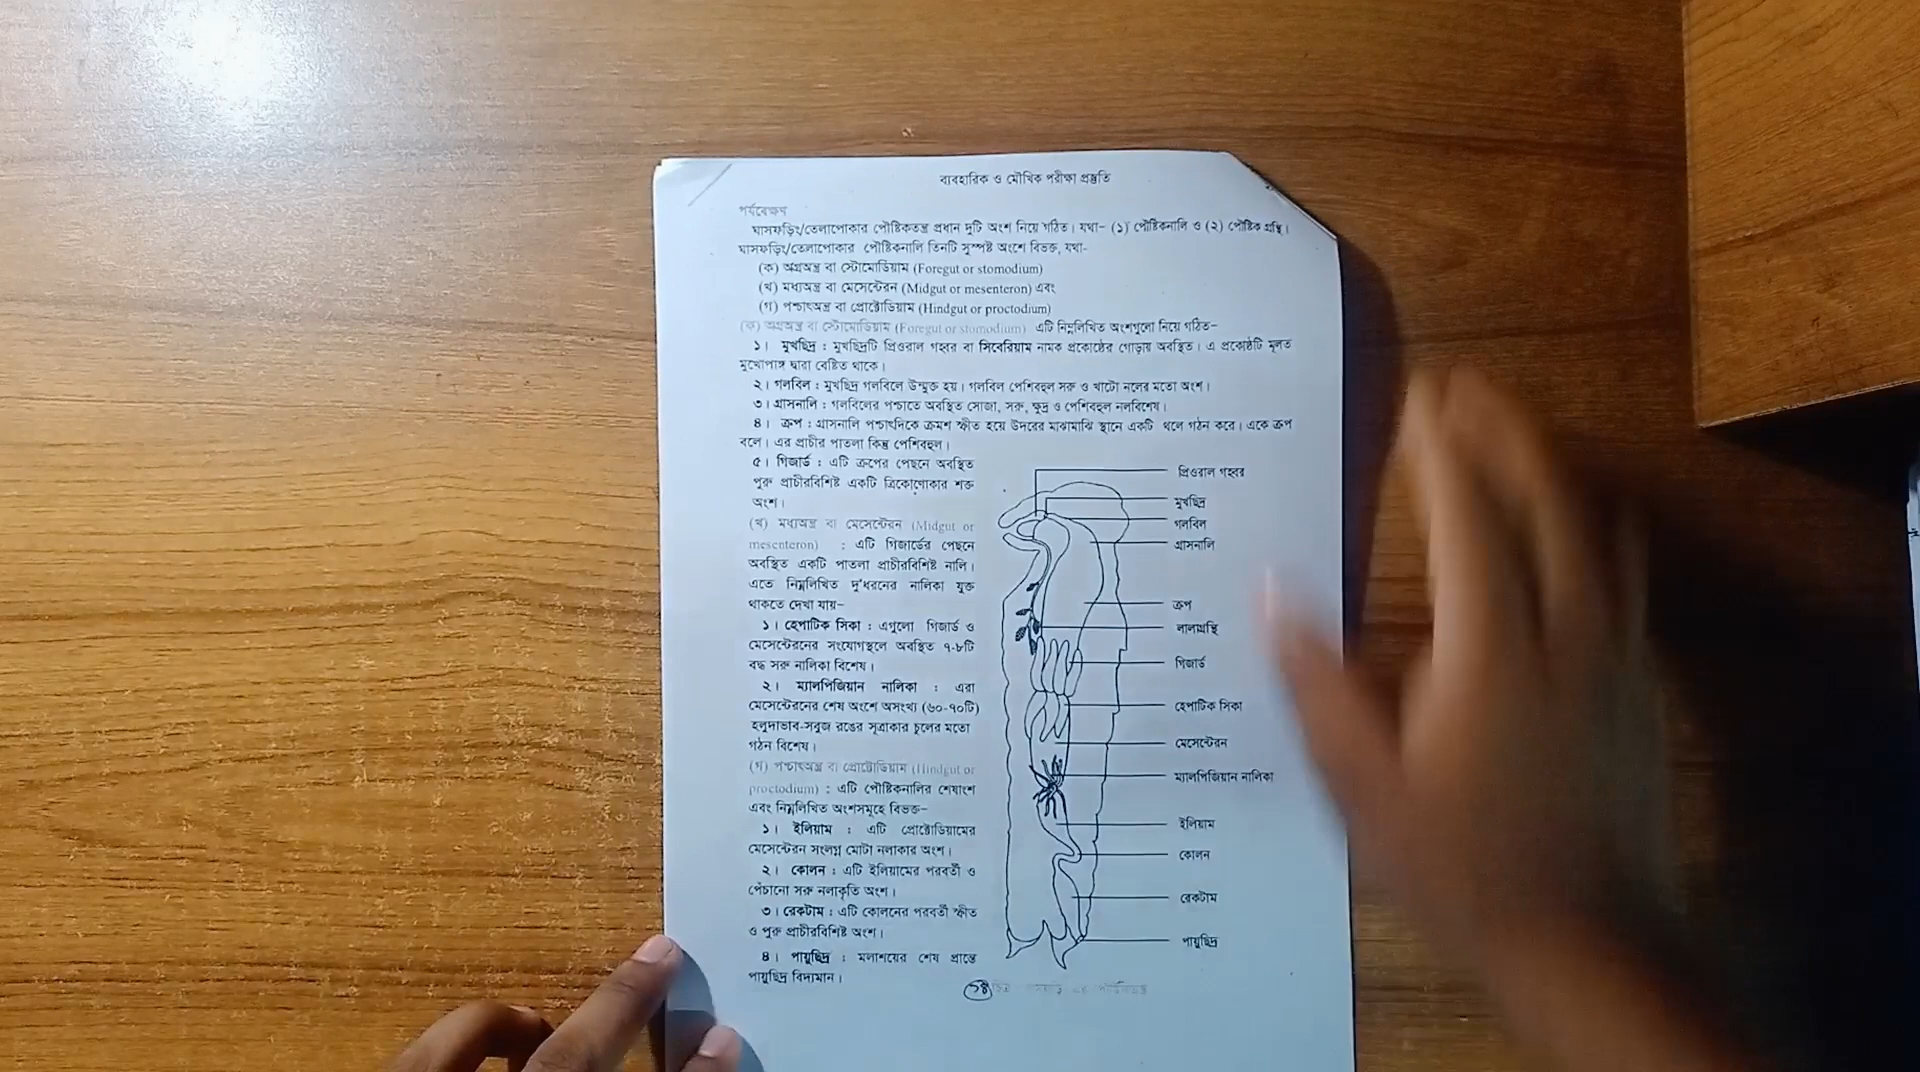 ব্যবহারিক ও মৌখিক পরীক্ষা প্রস্তুতি
পর্যবেক্ষণ
ঘাসফড়িং/তেলাপোকার পৌষ্টিকতন্ত্র প্রধান দুটি অংশ নিয়ে গঠিত। যথা– (১) পৌষ্টিকনালি ও (২) পৌষ্টিক গ্রন্থি।
ঘাসফড়িং/তেলাপোকার পৌষ্টিকনালি তিনটি সুস্পষ্ট অংশে বিভক্ত, যথা-
(ক) অগ্রঅন্ত্র বা স্টোমোডিয়াম (Foregut or stomodium)
(খ) মধ্যঅন্ত্র বা মেসেন্টেরন (Midgut or mesenteron) এবং
(গ) পশ্চাৎঅন্ত্র বা প্রোক্টোডিয়াম (Hindgut or proctodium)
(ক) অগ্রঅন্ত্র বা স্টোমোডিয়াম (Foregut or stomodium) এটি নিম্নলিখিত অংশগুলো নিয়ে গঠিত–
১। মুখছিদ্র : মুখছিদ্রটি প্রিওরাল গহ্বর বা সিবেরিয়াম নামক প্রকোষ্ঠের গোড়ায় অবস্থিত। এ প্রকোষ্ঠটি মূলত
মুখোপাঙ্গ দ্বারা বেষ্টিত থাকে।
২। গলবিল : মুখছিদ্র গলবিলে উন্মুক্ত হয়। গলবিল পেশিবহুল সরু ও খাটো নলের মতো অংশ।
৩। গ্রাসনালি : গলবিলের পশ্চাতে অবস্থিত সোজা, সরু, ক্ষুদ্র ও পেশিবহুল নলবিশেষ।
৪। ক্রপ : গ্রাসনালি পশ্চাৎদিকে ক্রমশ স্ফীত হয়ে উদরের মাঝামাঝি স্থানে একটি থলে গঠন করে। একে ক্রপ
বলে। এর প্রাচীর পাতলা কিন্তু পেশিবহুল।
৫। গিজার্ড : এটি ক্রপের পেছনে অবস্থিত
পুরু প্রাচীরবিশিষ্ট একটি ত্রিকোণোকার শক্ত
অংশ।
(খ) মধ্যঅন্ত্র বা মেসেন্টেরন (Midgut or
mesenteron) : এটি গিজার্ডের পেছনে
অবস্থিত একটি পাতলা প্রাচীরবিশিষ্ট নালি।
এতে নিম্নলিখিত দু'ধরনের নালিকা যুক্ত
থাকতে দেখা যায়–
১। হেপাটিক সিকা : এগুলো গিজার্ড ও
মেসেন্টেরনের সংযোগস্থলে অবস্থিত ৭-৮টি
বদ্ধ সরু নালিকা বিশেষ।
২। ম্যালপিজিয়ান নালিকা : এরা
মেসেন্টেরনের শেষ অংশে অসংখ্য (৬০-৭০টি)
হলুদাভাব-সবুজ রঙের সূত্রাকার চুলের মতো
গঠন বিশেষ।
(গ) পশ্চাৎঅন্ত্র বা প্রোক্টোডিয়াম (Hindgut or
proctodium) : এটি পৌষ্টিকনালির শেষাংশ
এবং নিম্নলিখিত অংশসমূহে বিভক্ত–
১। ইলিয়াম : এটি প্রোক্টোডিয়ামের
মেসেন্টেরন সংলগ্ন মোটা নলাকার অংশ।
২। কোলন : এটি ইলিয়ামের পরবর্তী ও
পেঁচানো সরু নলাকৃতি অংশ।
৩। রেকটাম : এটি কোলনের পরবর্তী স্ফীত
ও পুরু প্রাচীরবিশিষ্ট অংশ।
৪। পায়ুছিদ্র : মলাশয়ের শেষ প্রান্তে
পায়ুছিদ্র বিদ্যমান।
প্রিওরাল গহ্বর
মুখছিদ্র
গলবিল
গ্রাসনালি
ক্রপ
লালাগ্রন্থি
গিজার্ড
হেপাটিক সিকা
মেসেন্টেরন
ম্যালপিজিয়ান নালিকা
ইলিয়াম
কোলন
রেকটাম
পায়ুছিদ্র